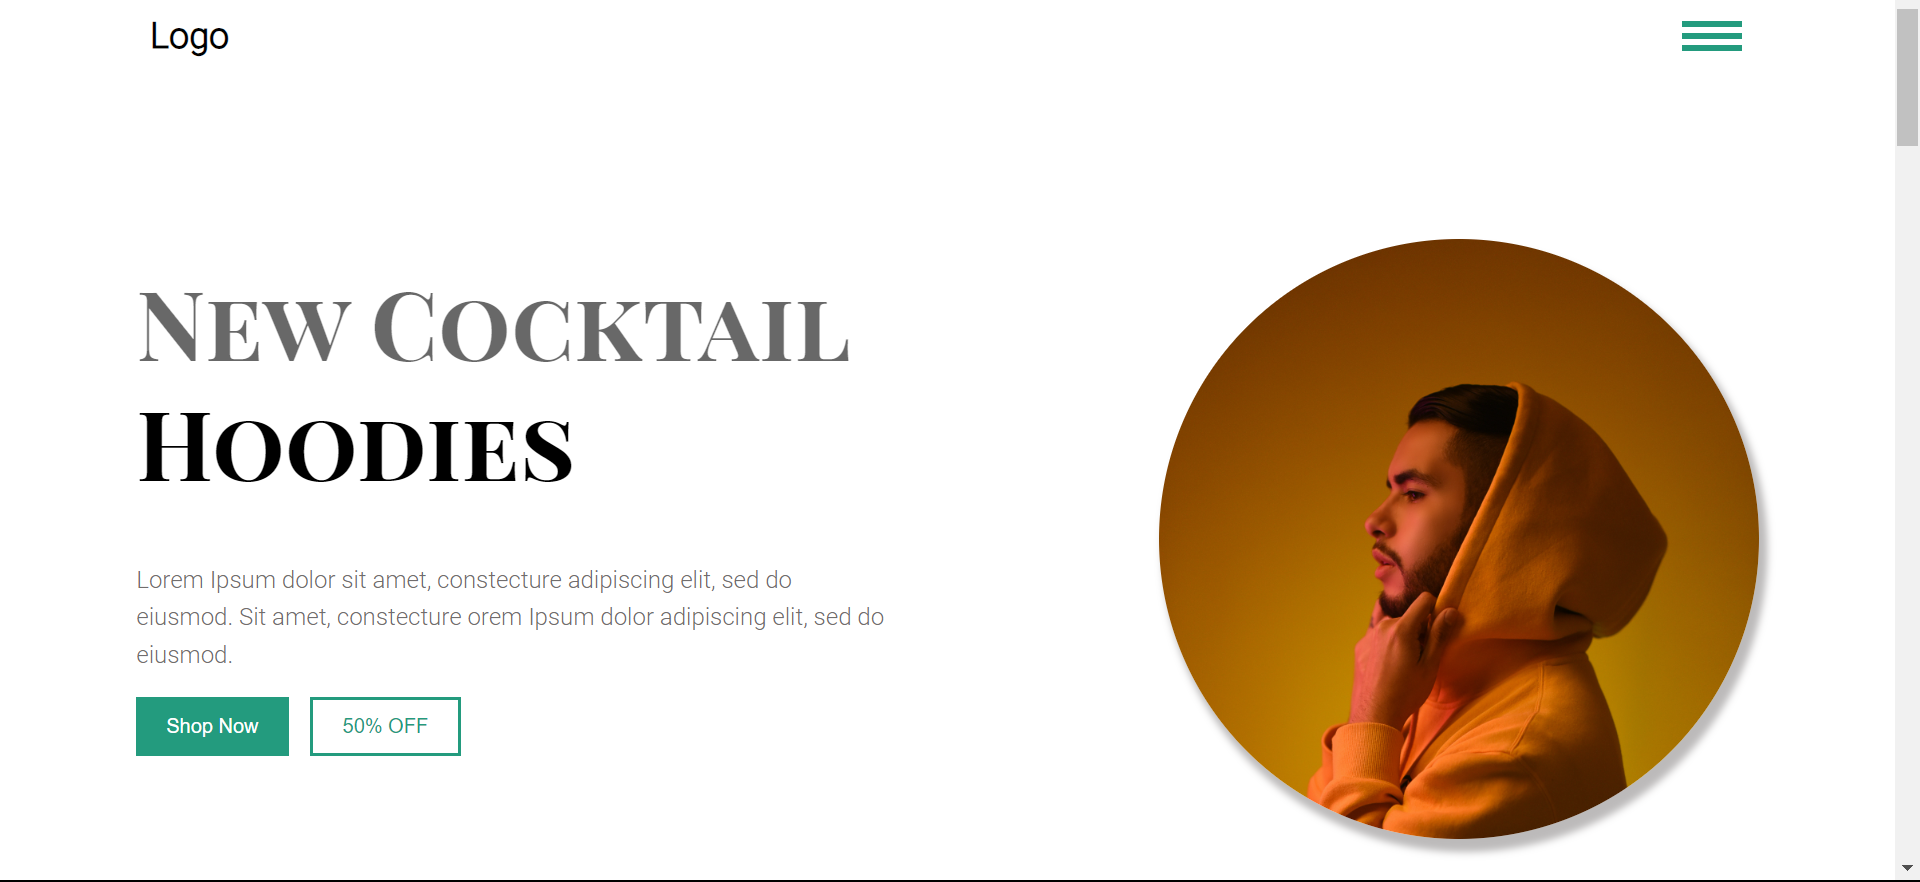 Logo
New Cocktail
Hoodies
Lorem Ipsum dolor sit amet, constecture adipiscing elit, sed do
eiusmod. Sit amet, constecture orem Ipsum dolor adipiscing elit, sed do
eiusmod.
Shop Now
50% OFF